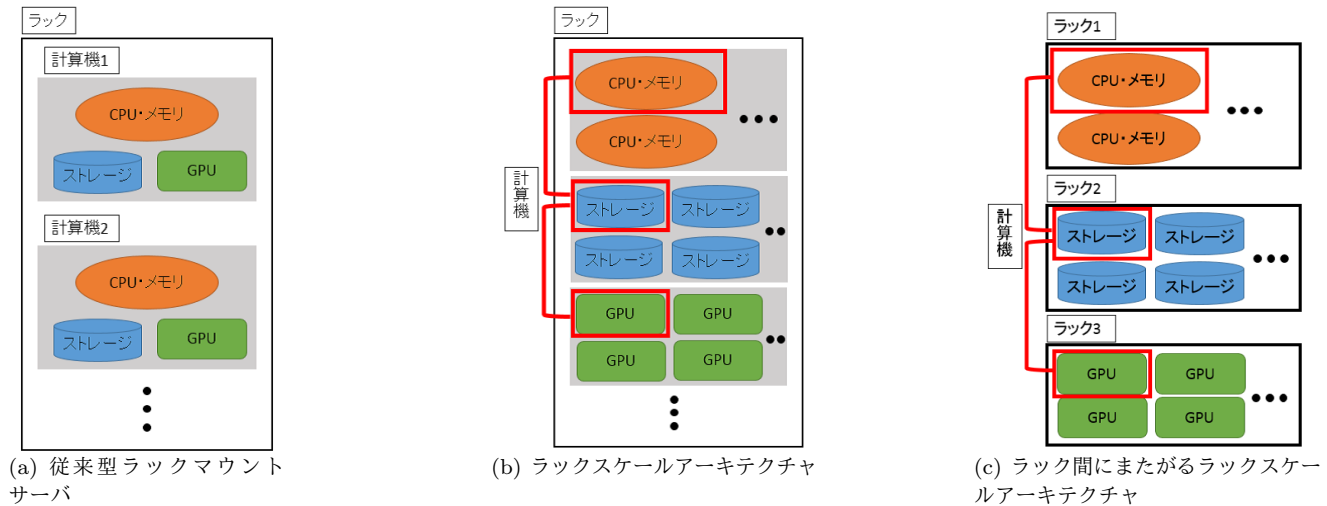 ラック
計算機1
CPU・メモリ
ストレージ
GPU
計算機2
CPU・メモリ
ストレージ
GPU
(a) 従来型ラックマウント
サーバ
ラック
CPU・メモリ
CPU・メモリ
計算機
ストレージ
ストレージ
ストレージ
ストレージ
GPU
GPU
GPU
GPU
(b) ラックスケールアーキテクチャ
ラック1
CPU・メモリ
CPU・メモリ
計算機
ラック2
ストレージ
ストレージ
ストレージ
ストレージ
ラック3
GPU
GPU
GPU
GPU
(c) ラック間にまたがるラックスケー
ルアーキテクチャ